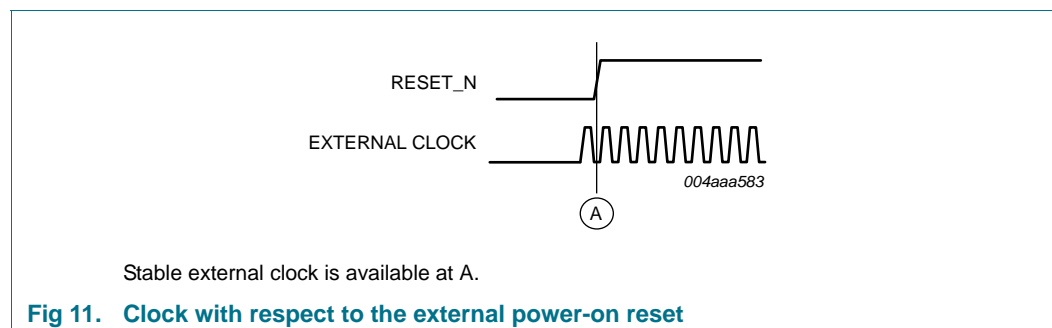 RESET_N
EXTERNAL CLOCK
004aaa583
A
Stable external clock is available at A.
Fig 11. Clock with respect to the external power-on reset